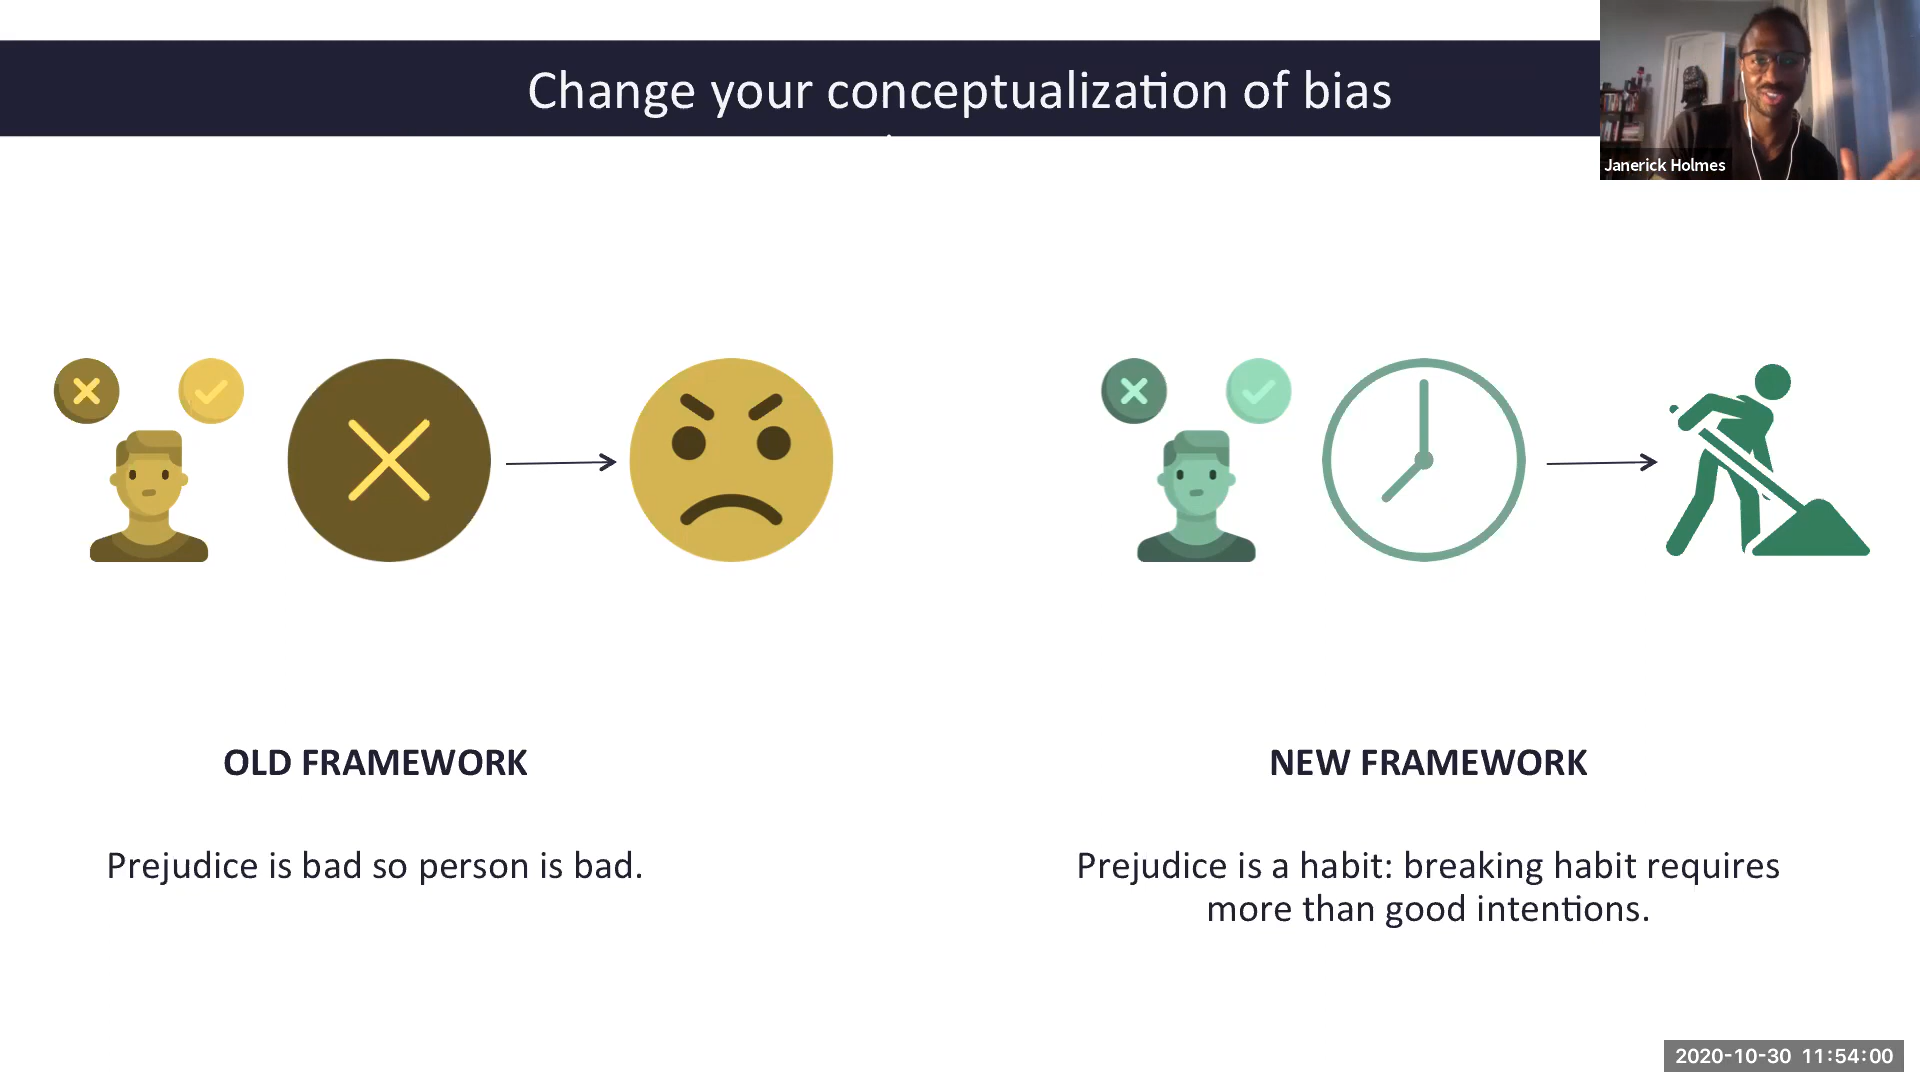 Change your conceptualization of bias
Janerick Holmes
OLD FRAMEWORK
Prejudice is bad so person is bad.
NEW FRAMEWORK
Prejudice is a habit: breaking habit requires
more than good intentions.
2020-10-30 11:54:00